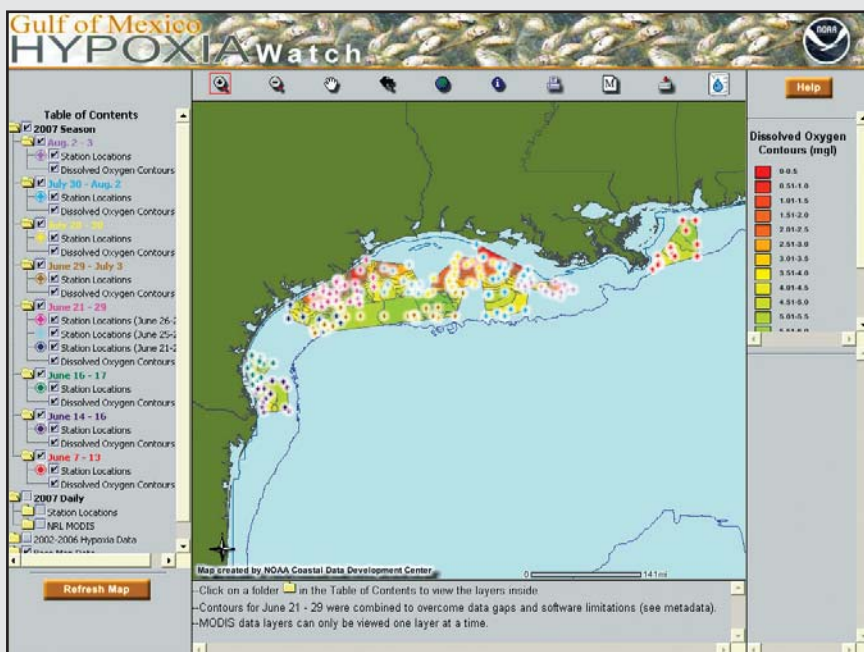 Gulf of Mexico
HYPOXIA Watch
NOAA
Help
Table of Contents
2007 Season
Aug. 2 - 3
Station Locations
Dissolved Oxygen Contours
July 30 - Aug. 2
Station Locations
Dissolved Oxygen Contours
Station Locations
Dissolved Oxygen Contours
June 29 - July 3
Station Locations
Dissolved Oxygen Contours
June 21 - 29
Station Locations (June 26-2
Station Locations (June 25-2
Station Locations (June 21-2
Dissolved Oxygen Contours
June 16 - 17
Station Locations
Dissolved Oxygen Contours
June 14 - 16
Station Locations
Dissolved Oxygen Contours
June 7 - 13
Station Locations
Dissolved Oxygen Contours
2007 Daily
Station Locations
NRL MODIS
2002-2006 Hypoxia Data
Base Map Data
Refresh Map
M
Map created by NOAA Coastal Data Development Center
0 141mi
--Click on a folder in the Table of Contents to view the layers inside
--Contours for June 21 - 29 were combined to overcome data gaps and software limitations (see metadata).
--MODIS data layers can only be viewed one layer at a time.
Dissolved Oxygen
Contours (mgl)
0-0.5
0.51-1.0
1.01-1.5
1.51-2.0
2.01-2.5
2.51-3.0
3.01-3.5
3.51-4.0
4.01-4.5
4.51-5.0
5.01-5.5